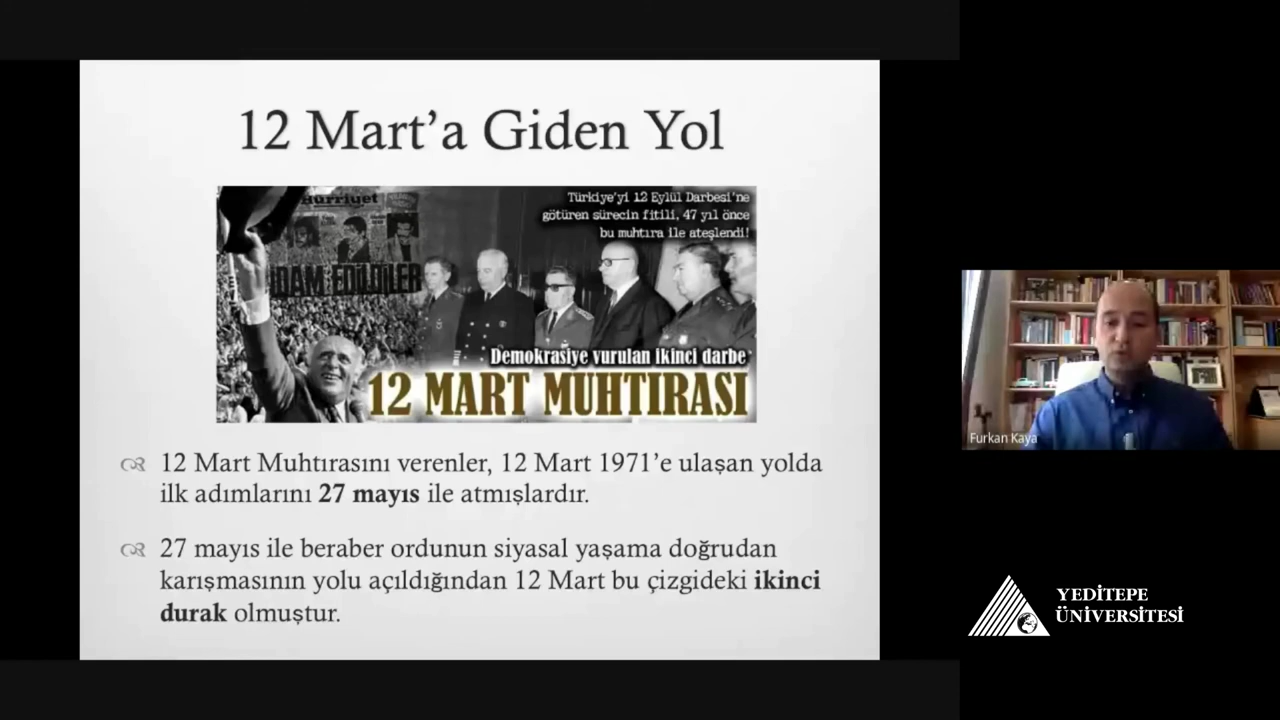 12 Mart’a Giden Yol
Hürriyet
Türkiye'yi 12 Eylül Darbesi'ne
götüren sürecin fitili, 47 yıl önce
bu muhtıra ile ateşlendi!
İDAM EDİLDİLER
Demokrasiye vurulan ikinci darbe
12 MART MUHTIRASI
12 Mart Muhtırasını verenler, 12 Mart 1971’e ulaşan yolda
ilk adımlarını 27 mayıs ile atmışlardır.
27 mayıs ile beraber ordunun siyasal yaşama doğrudan
karışmasının yolu açıldığından 12 Mart bu çizgideki ikinci
durak olmuştur.
Furkan Kaya
YEDİTEPE
ÜNİVERSİTESİ